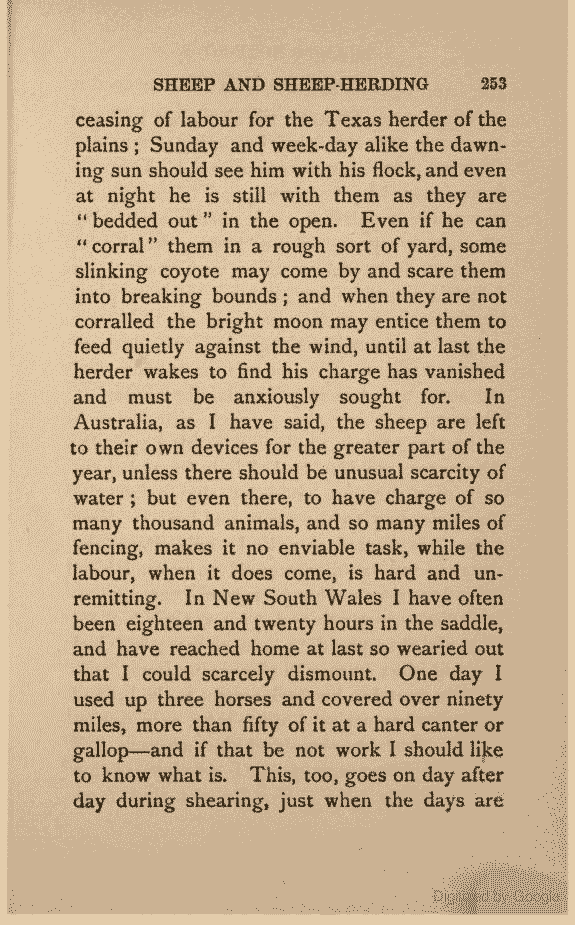 SHEEP AND SHEEP-HERDING 253
ceasing of labour for the Texas herder of the
plains ; Sunday and week-day alike the dawn-
ing sun should see him with his flock, and even
at night he is still with them as they are
“ bedded out ” in the open. Even if he can
“ corral ” them in a rough sort of yard, some
slinking coyote may come by and scare them
into breaking bounds ; and when they are not
corralled the bright moon may entice them to
feed quietly against the wind, until at last the
herder wakes to find his charge has vanished
and must be anxiously sought for. In
Australia, as I have said, the sheep are left
to their own devices for the greater part of the
year, unless there should be unusual scarcity of
water ; but even there, to have charge of so
many thousand animals, and so many miles of
fencing, makes it no enviable task, while the
labour, when it does come, is hard and un-
remitting. In New South Wales I have often
been eighteen and twenty hours in the saddle,
and have reached home at last so wearied out
that I could scarcely dismount. One day I
used up three horses and covered over ninety
miles, more than fifty of it at a hard canter or
gallop—and if that be not work I should like
to know what is. This, too, goes on day after
day during shearing, just when the days are
Digitized by Google